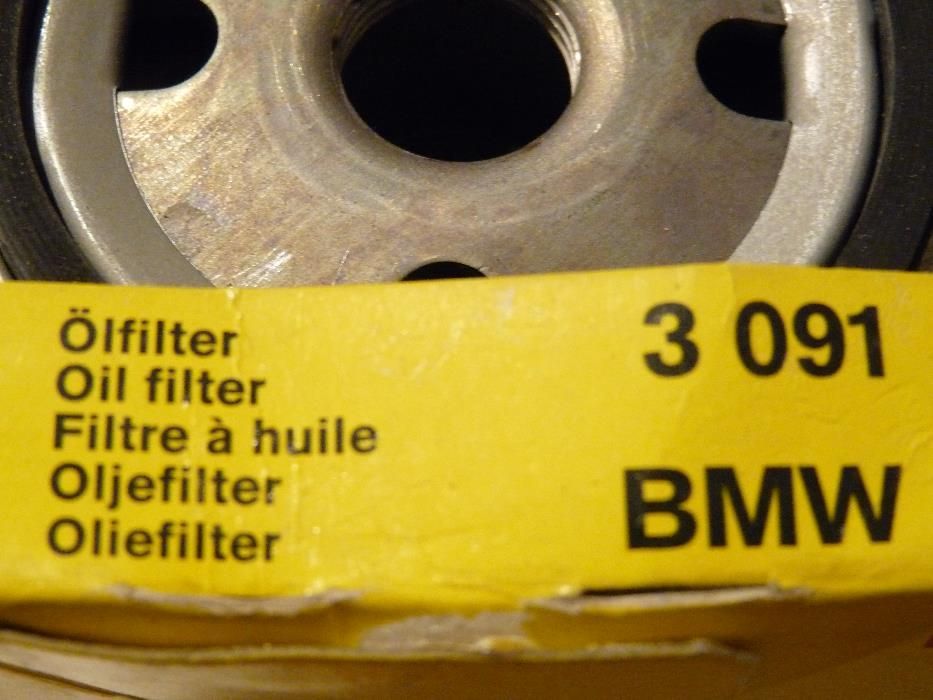 Ölfilter
Oil filter
Filtre à huile
Oljefilter
Oliefilter
3 091
BMW